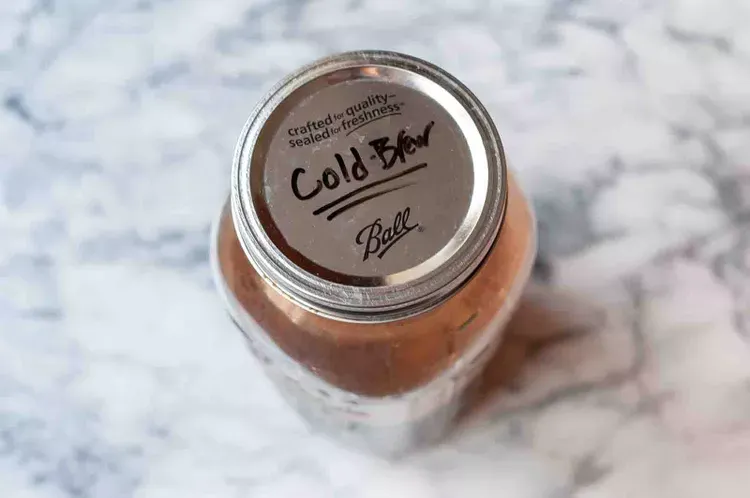 crafted for quality—
sealed for freshness™
Cold-Brew
Ball®